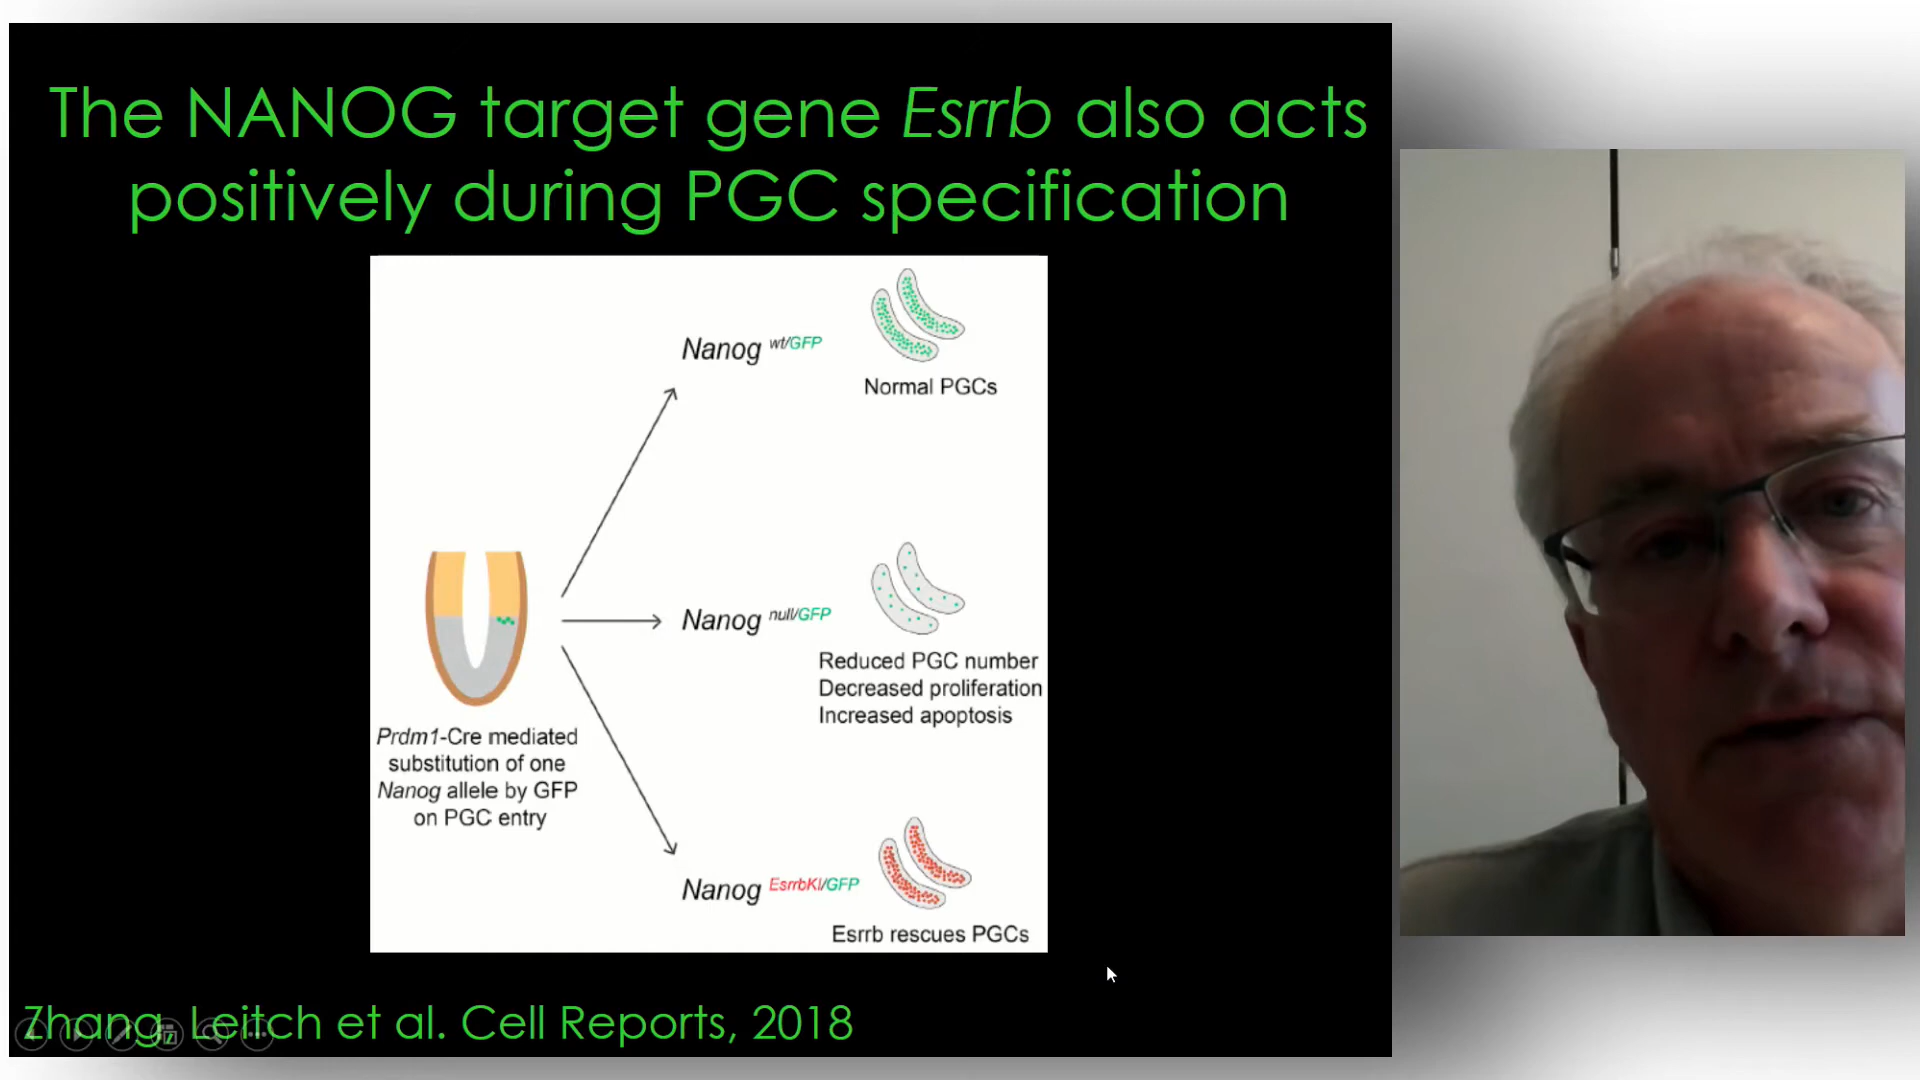 The NANOG target gene Esrrb also acts
positively during PGC specification
Nanog wt/GFP
Normal PGCs
Nanog null/GFP
Reduced PGC number
Decreased proliferation
Increased apoptosis
Prdm1-Cre mediated
substitution of one
Nanog allele by GFP
on PGC entry
Nanog EsrrbKI/GFP
Esrrb rescues PGCs
Zhang, Leitch et al. Cell Reports, 2018